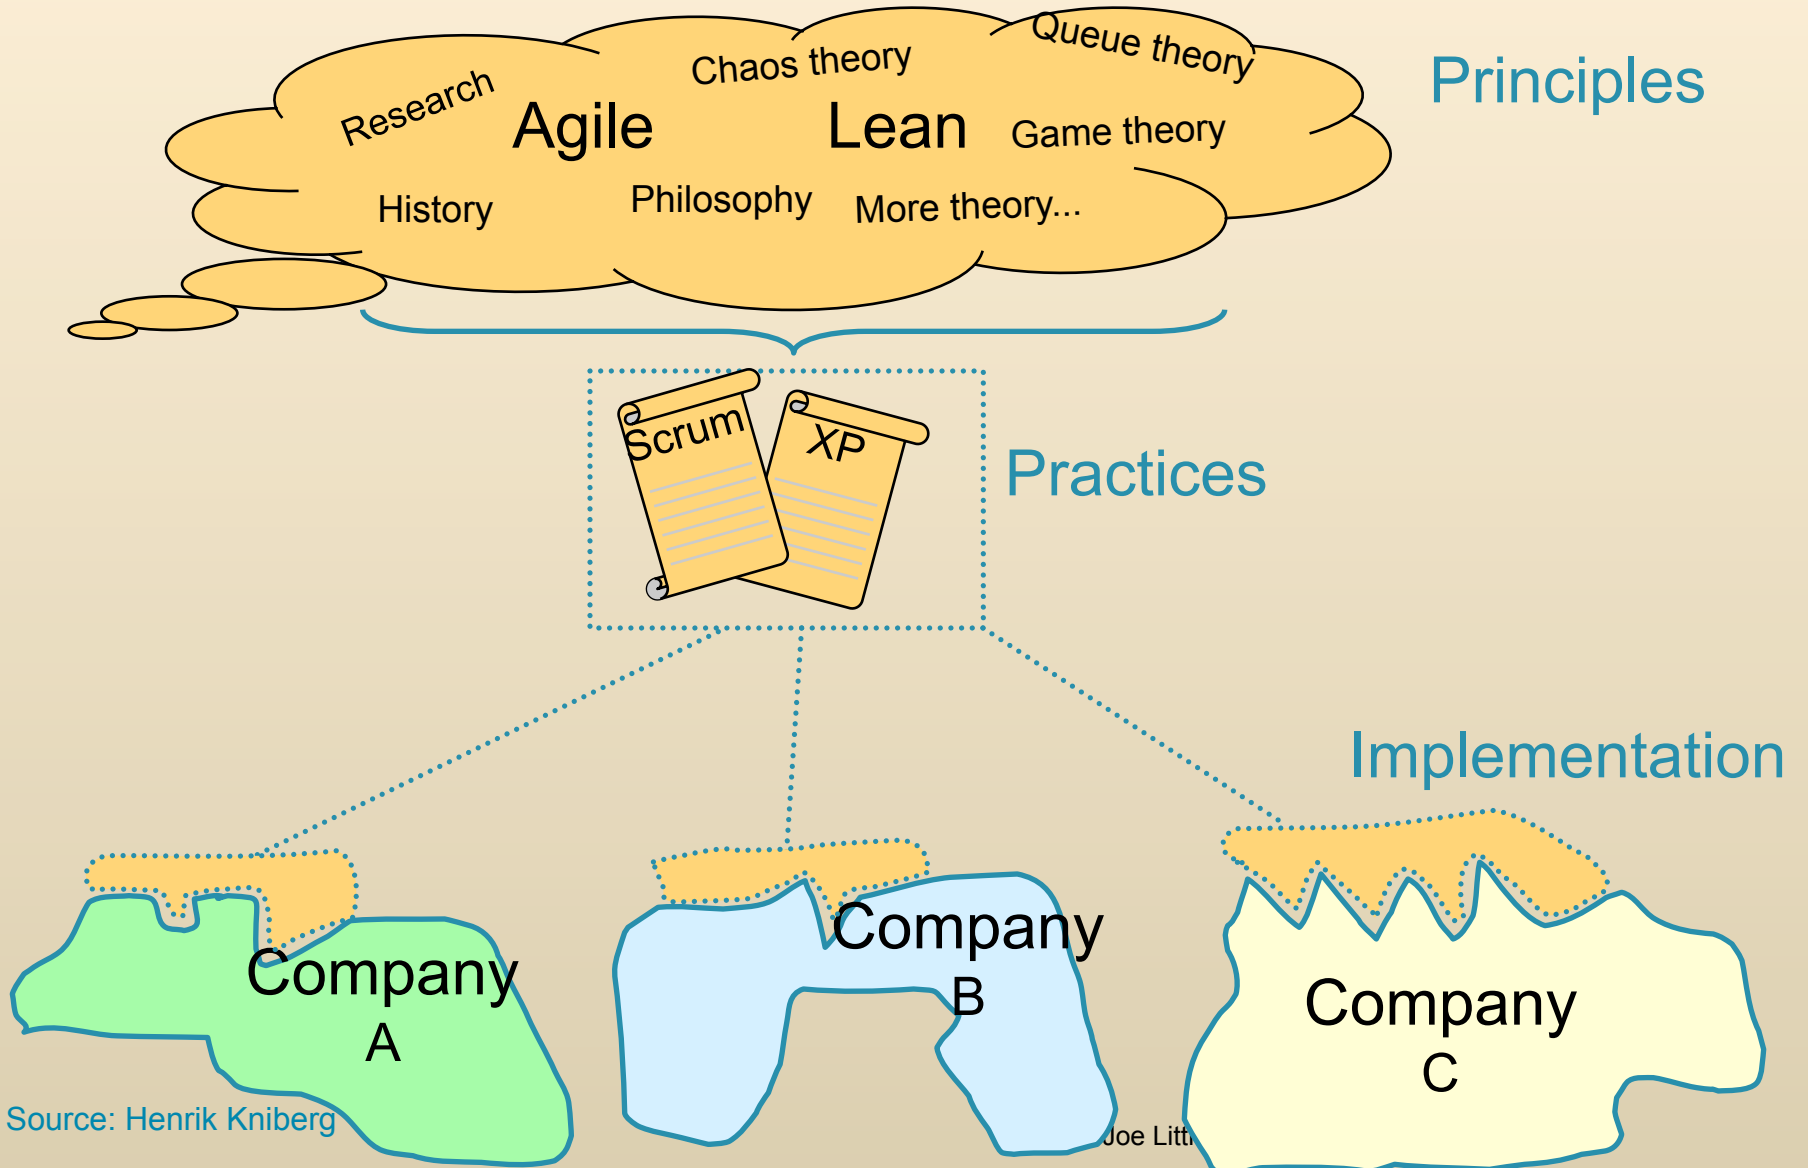 Queue theory
Chaos theory
Principles
Research
Agile
Lean
Game theory
History
Philosophy
More theory...
Scrum
XP
Practices
Implementation
Company
A
Company
B
Company
C
Source: Henrik Kniberg
Joe